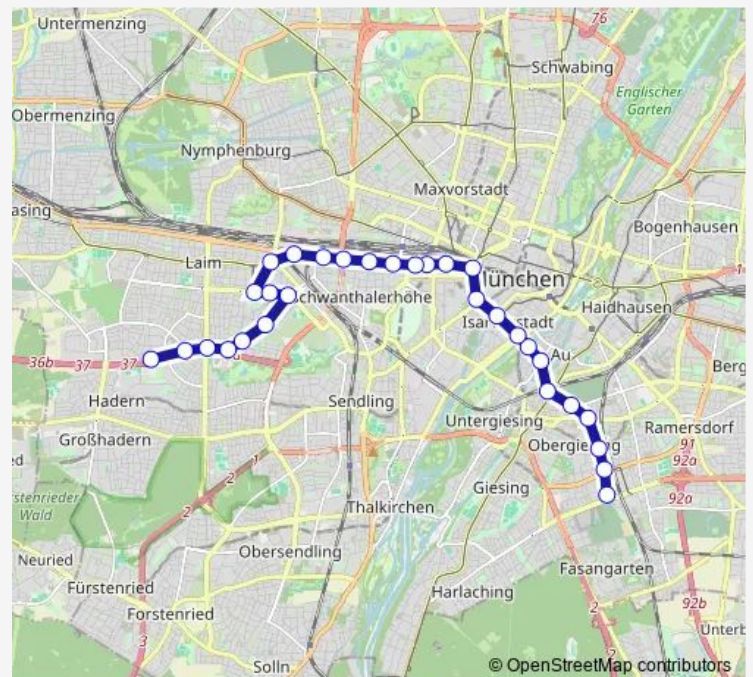 Untermenzing
76
Schwabing
Englischer
Garten
Obermenzing
Nymphenburg
Maxvorstadt
asing
Bogenhausen
Laim
München
chwanthalerhöhe
Haidhausen
Isar
stadt
Au
36b
37
37
Berg
Hadern
Sendling
Untergiesing
Ramersdorf
Großhadern
Obergie
ng
91
92a
1
2
2
Giesing
92a
stenrieder
Wald
Thalkirchen
Neuried
Obersendling
Fasangarten
Fürstenried
Harlaching
92b
Forstenried
2
Unterb
3
2
Solln
© OpenStreetMap contributors